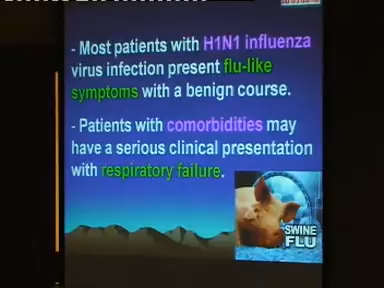 - Most patients with H1N1 influenza
virus infection present flu-like
symptoms with a benign course.
- Patients with comorbidities may
have a serious clinical presentation
with respiratory failure.
SWINE
FLU